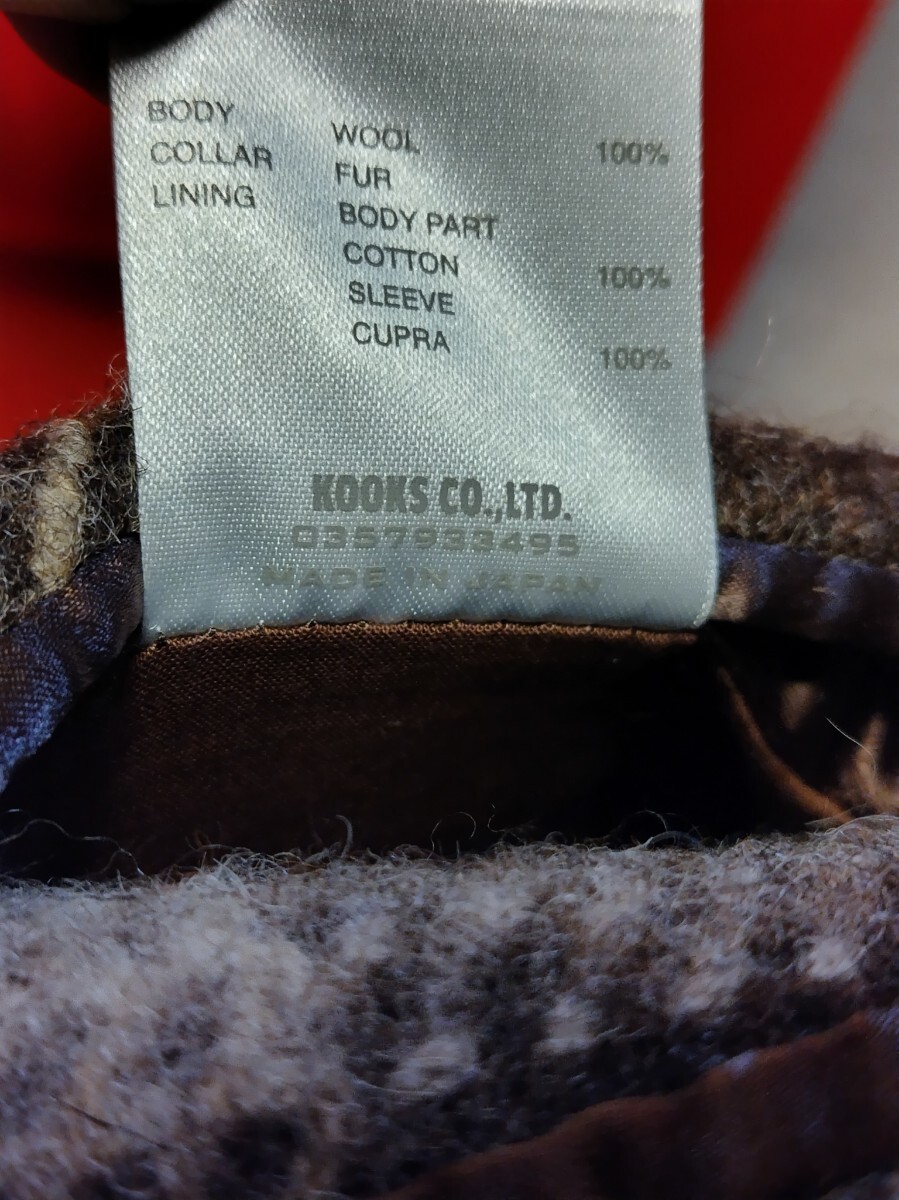 BODY WOOL 100%
COLLAR FUR
LINING BODY PART
COTTON 100%
SLEEVE
CUPRA 100%
KOOKS CO.,LTD.
0357933495
MADE IN JAPAN